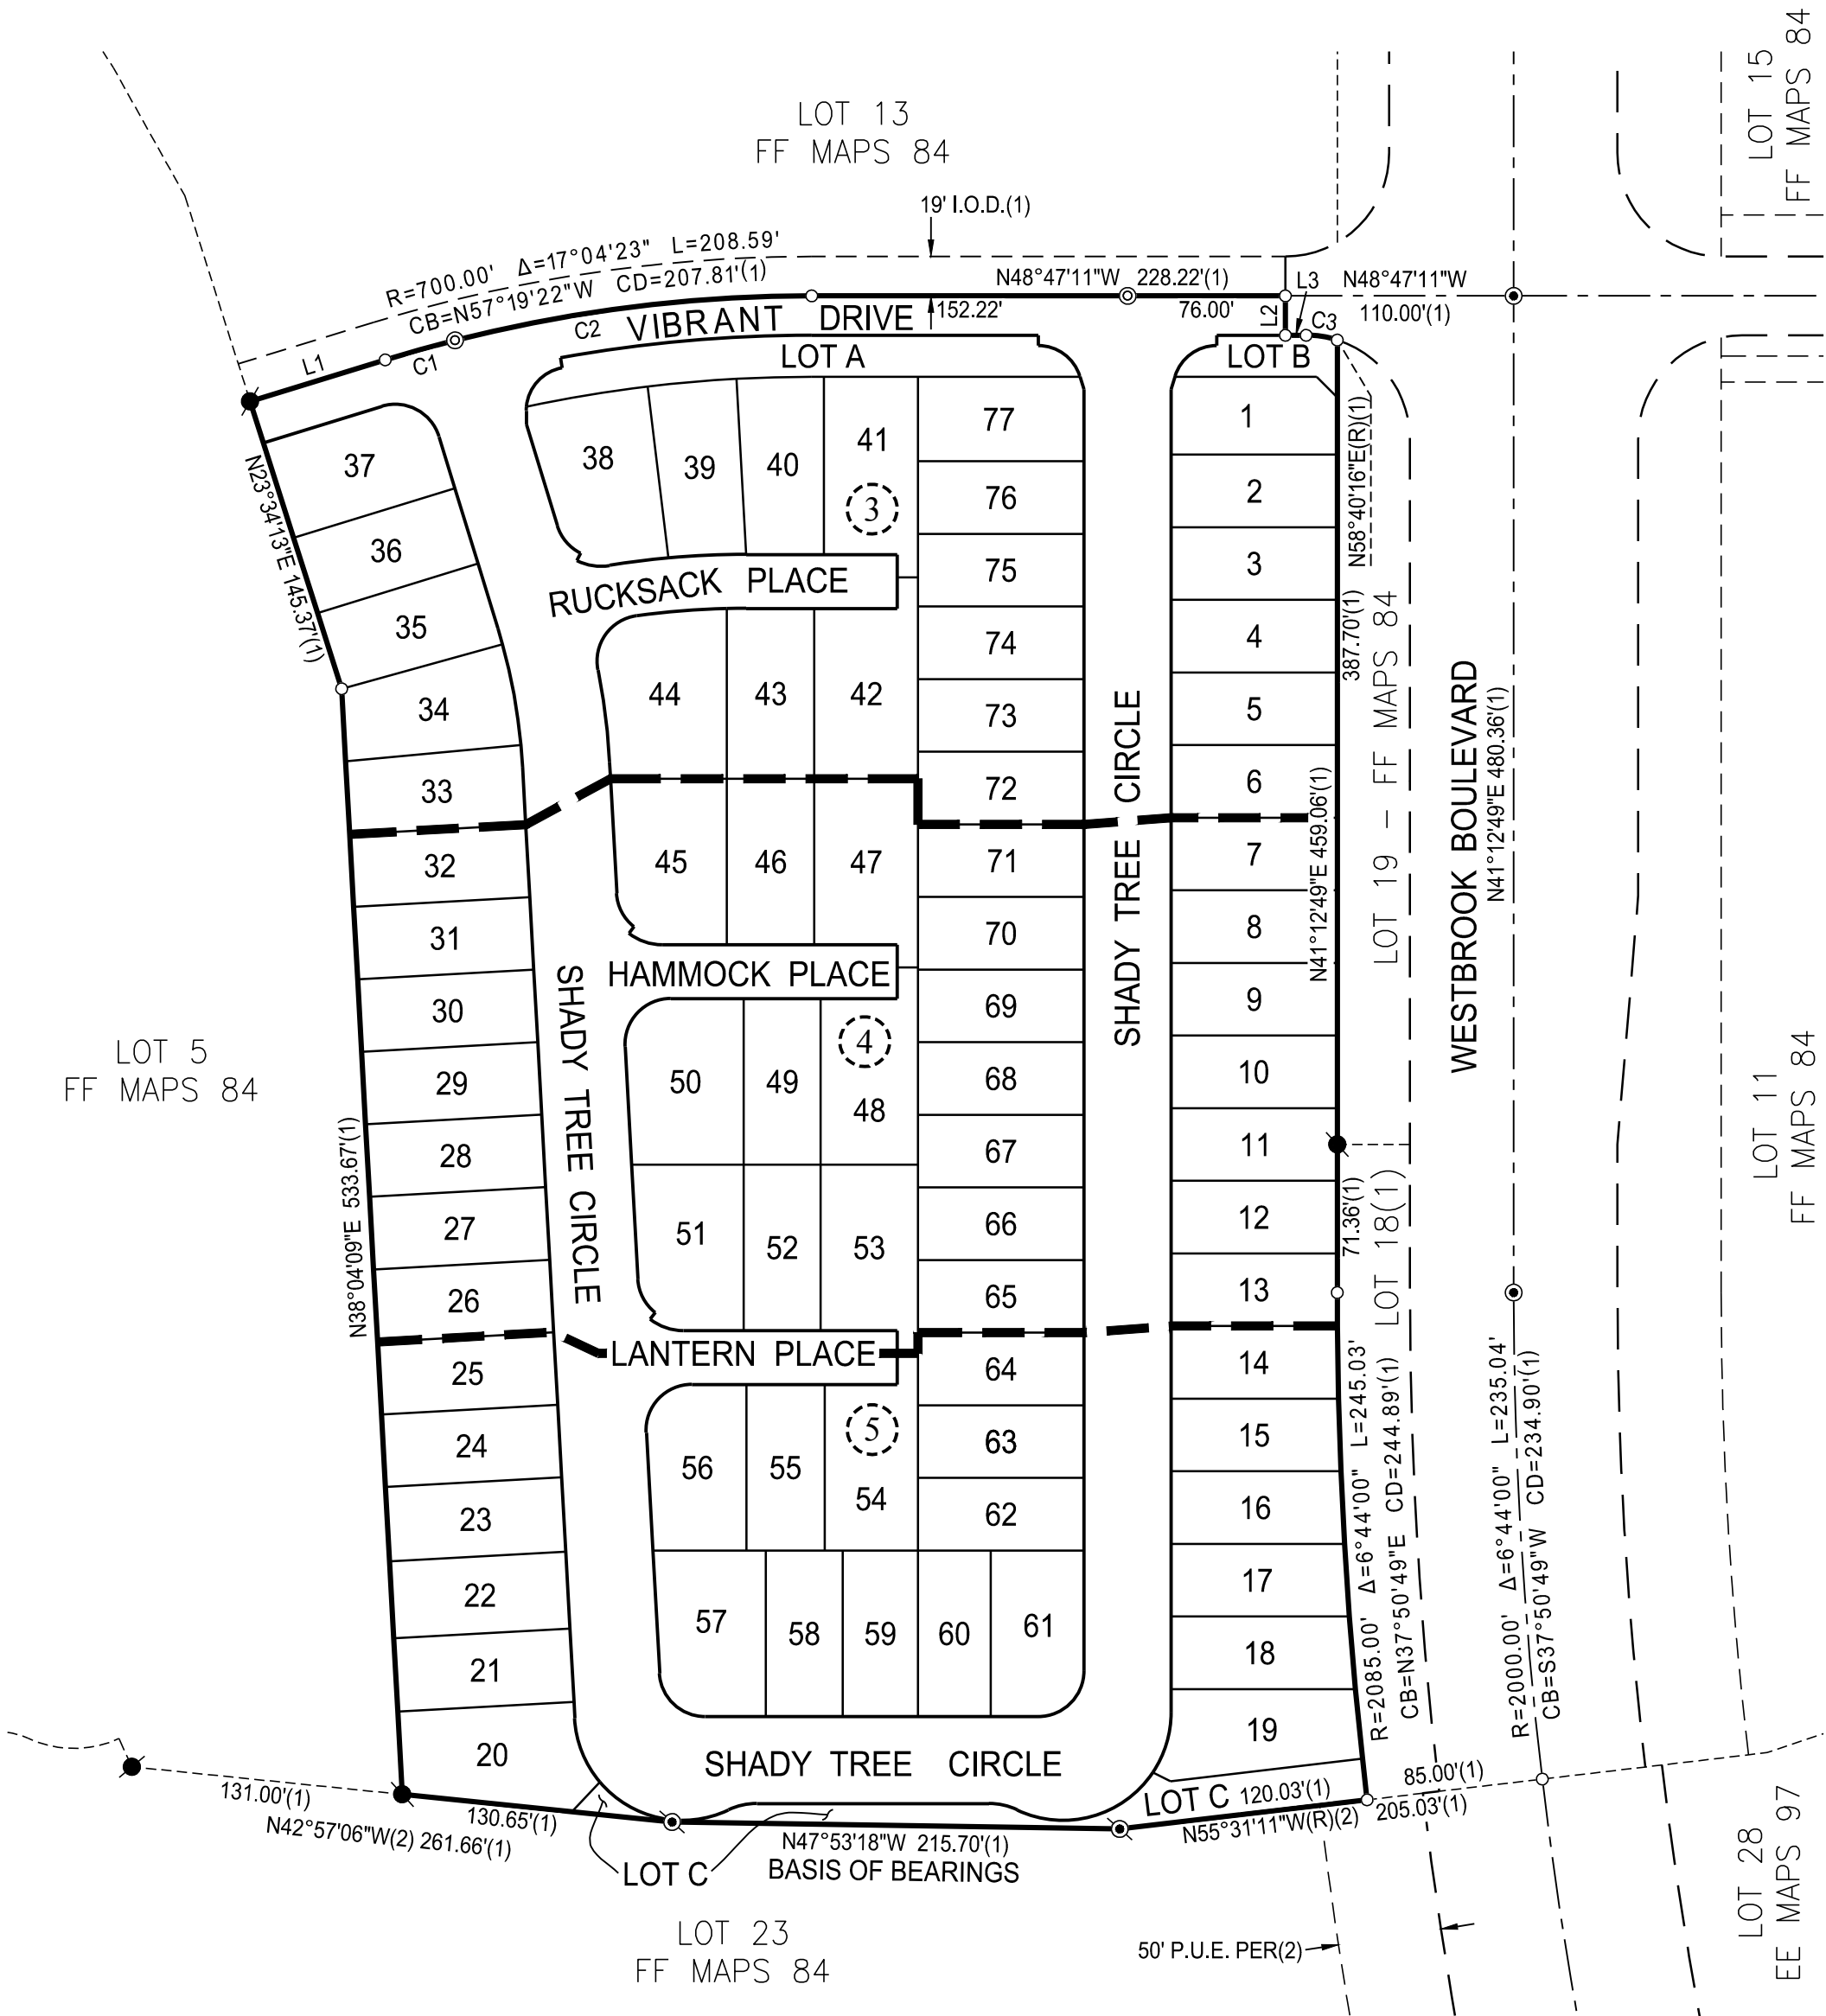 LOT 13
FF MAPS 84
LOT 15
FF MAPS 84
19' I.O.D.(1)
R=700.00' Δ=17°04'23" L=208.59'
CB=N57°19'22"W CD=207.81'(1)
N48°47'11"W 228.22'(1)
L3
N48°47'11"W
110.00'(1)
L1
C1
C2
VIBRANT DRIVE
152.22'
76.00'
L2
C3
LOT A
LOT B
N23°34'13"E 145.37'(1)
37
36
35
34
33
32
31
30
29
28
27
26
25
24
23
22
21
20
38
39
40
41
3
RUCKSACK PLACE
44
43
42
45
46
47
HAMMOCK PLACE
4
50
49
48
51
52
53
LANTERN PLACE
5
56
55
54
57
58
59
60
61
77
76
75
74
73
72
71
70
69
68
67
66
65
64
63
62
SHADY TREE CIRCLE
SHADY TREE CIRCLE
SHADY TREE CIRCLE
1
2
3
4
5
6
7
8
9
10
11
12
13
14
15
16
17
18
19
N58°40'16"E(R)(1)
387.70'(1)
N41°12'49"E 459.06'(1)
71.36'(1)
LOT 19 – FF MAPS 84
LOT 18(1)
WESTBROOK BOULEVARD
N41°12'49"E 480.36'(1)
R=2085.00' Δ=6°44'00" L=245.03'
CB=N37°50'49"E CD=244.89'(1)
R=2000.00' Δ=6°44'00" L=235.04'
CB=S37°50'49"W CD=234.90'(1)
LOT 11
FF MAPS 84
LOT 5
FF MAPS 84
N38°04'09"E 533.67'(1)
131.00'(1)
130.65'(1)
N42°57'06"W(2) 261.66'(1)
LOT C
N47°53'18"W 215.70'(1)
BASIS OF BEARINGS
LOT C
120.03'(1)
N55°31'11"W(R)(2)
85.00'(1)
205.03'(1)
LOT 23
FF MAPS 84
50' P.U.E. PER(2)
LOT 28
EE MAPS 97